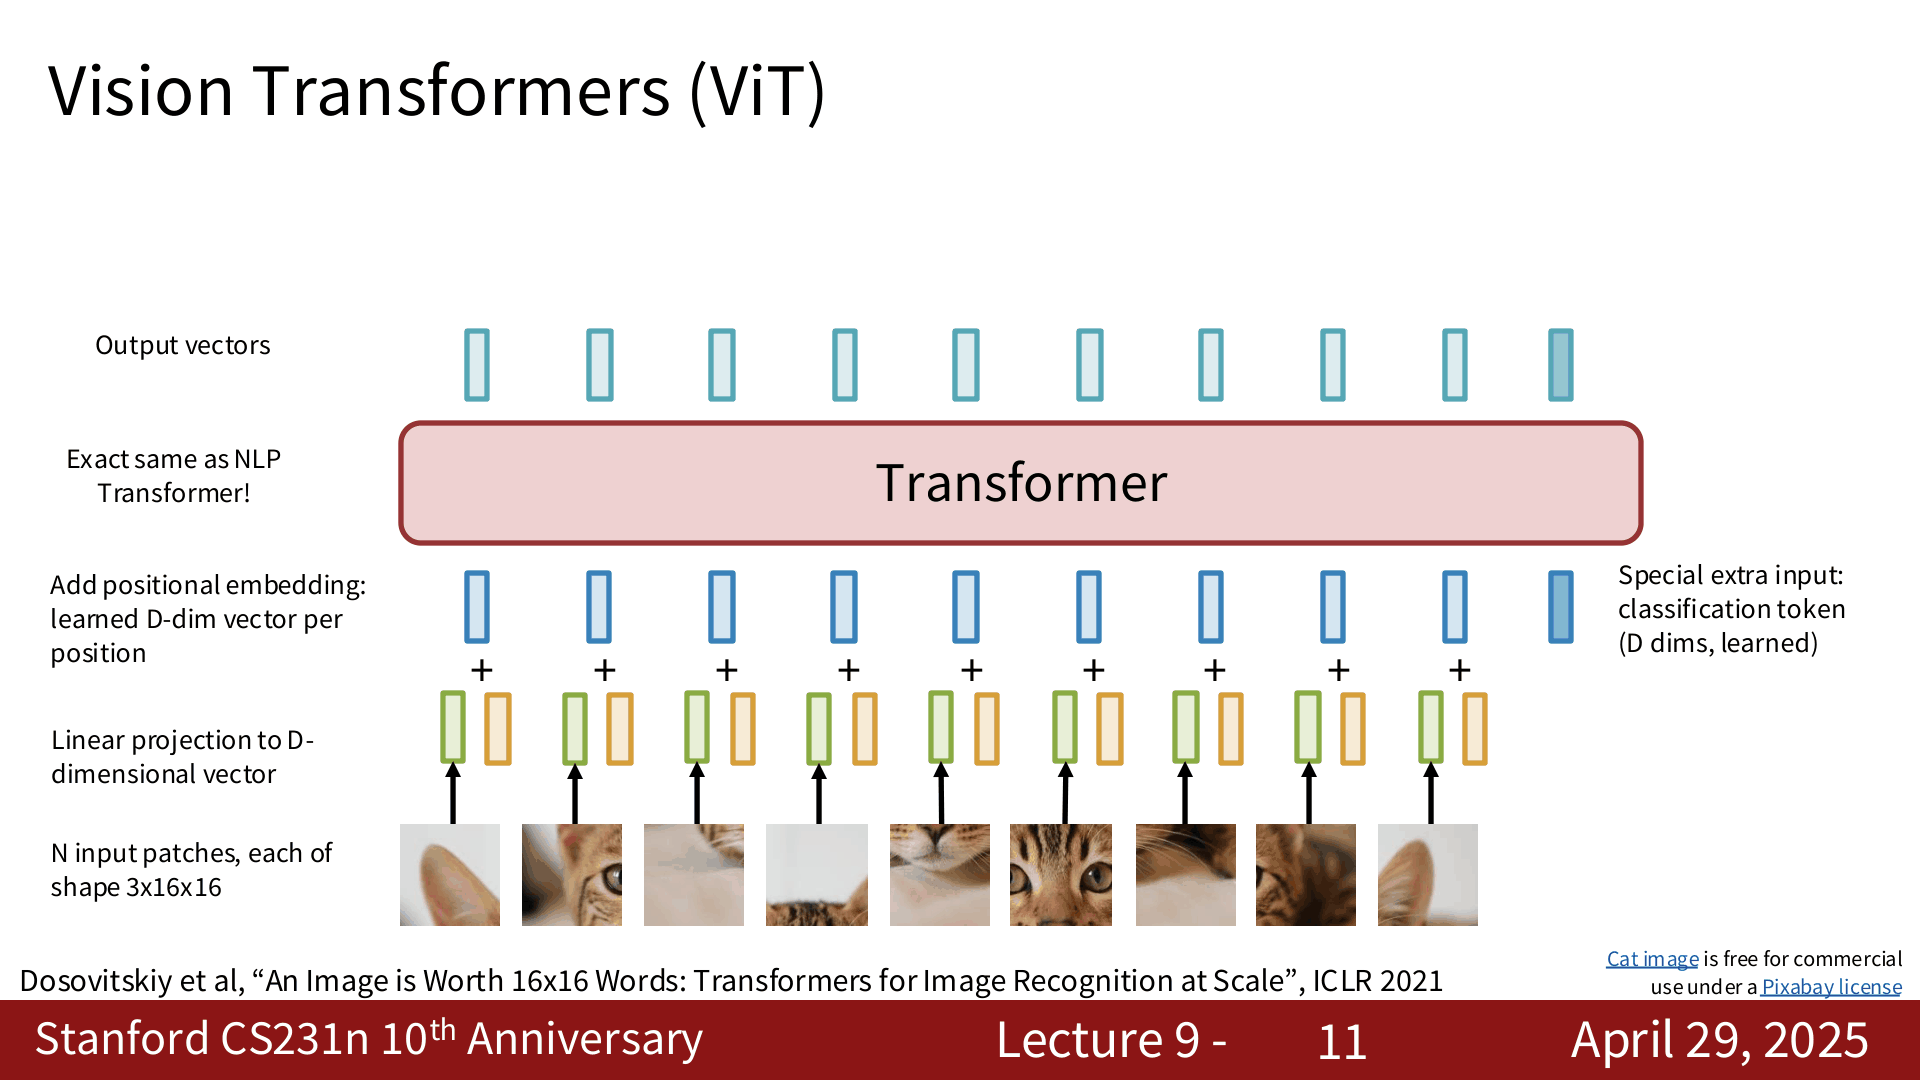 Vision Transformers (ViT)
Output vectors
Exact same as NLP
Transformer!
Transformer
Add positional embedding:
learned D-dim vector per
position
Special extra input:
classification token
(D dims, learned)
+ + + + + + + + +
Linear projection to D-
dimensional vector
N input patches, each of
shape 3x16x16
Cat image is free for commercial
use under a Pixabay license
Dosovitskiy et al, “An Image is Worth 16x16 Words: Transformers for Image Recognition at Scale”, ICLR 2021
Stanford CS231n 10th Anniversary
Lecture 9 - 11
April 29, 2025